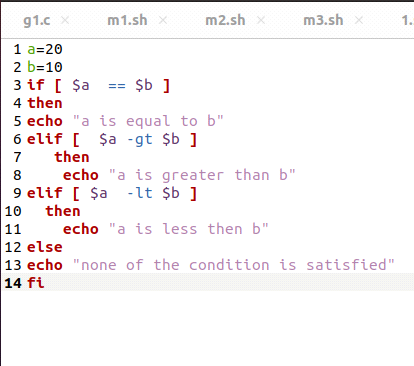 g1.c × m1.sh × m2.sh × m3.sh × 1.
1 a=20
2 b=10
3 if [ $a  == $b ]
4 then
5 echo "a is equal to b"
6 elif [  $a -gt $b ]
7    then
8     echo "a is greater than b"
9 elif [ $a  -lt $b ]
10   then
11     echo "a is less then b"
12 else
13 echo "none of the condition is satisfied"
14 fi